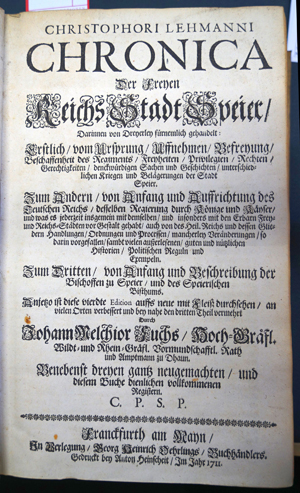 CHRISTOPHORI LEHMANNI
CHRONICA
Der Freyen
Reichs Stadt Speier/
Darinnen von dreyerley fürnemlich gehandelt:
Erstlich/ vom Ursprung/ Uffnehmen/ Befreyung/
Beschaffenheit des Regiments/ Freyheiten/ Privilegien/ Rechten/
Gerechtigkeiten/ denckwürdigen Sachen und Geschichten/ unterschied-
lichen Kriegen und Belägerungen der Stadt
Speier.
Zum Andern/ von Anfang und Auffrichtung des
Deutschen Reichs/ desselben Regierung durch Könige und Käyser/
und was es jederzeit insgemein mit demselben/ und insonders mit den Erbarn Frey-
und Reichs-Städten vor Gestalt gehabt/ auch von des Heil. Reichs und dessen Glie-
dern Handlungen/ Ordnungen und Processen/ mancherley Veränderungen/ so
darin vorgefallen/ sambt vielen auserlesenen/ guten und nützlichen
Historien/ Politischen Reguln und
Exempeln.
Zum Dritten/ von Anfang und Beschreibung der
Bischoffen zu Speier/ und des Speierischen
Bisthums.
Anjetzo ist diese vierdte Edition auffs neue mit Fleiß durchsehen/ an
vielen Orten verbessert und bey nahe den dritten Theil vermehrt
Durch
Johann Melchior Fuchs/ Hoch-Gräfl.
Wild- und Rhein-Gräfl. Vormundschafftl. Rath
und Amptmann zu Dhaun.
Benebenst dreyen gantz neugemachten/ und
diesem Buche dienlichen vollkommenen
Registern.
C. P. S. P.
Franckfurth am Mayn/
In Verlegung/ Georg Heinrich Oehrlings/ Buchhändlers.
Gedruckt bey Anton Heinscheit/ Im Jahr 1711.